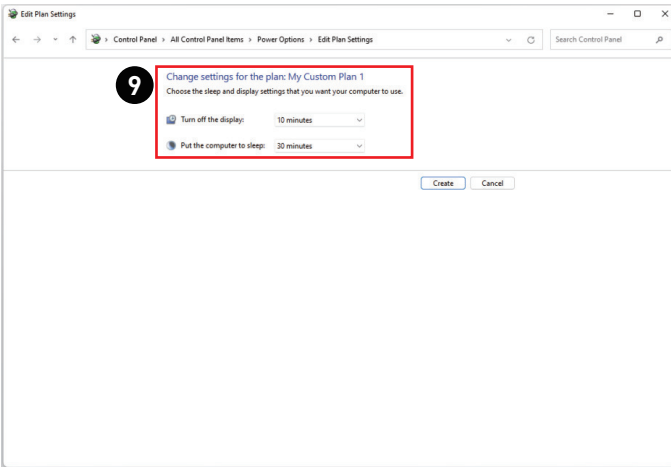 Edit Plan Settings
Control Panel › All Control Panel Items › Power Options › Edit Plan Settings
Search Control Panel
9
Change settings for the plan: My Custom Plan 1
Choose the sleep and display settings that you want your computer to use.
Turn off the display: 10 minutes
Put the computer to sleep: 30 minutes
Create Cancel